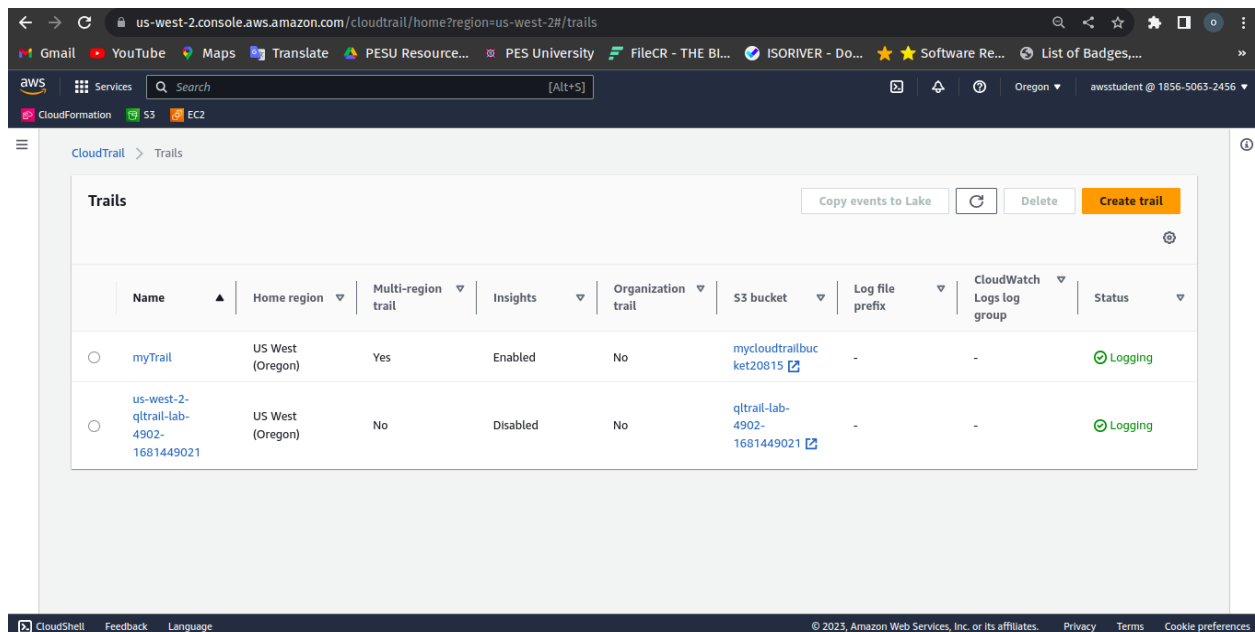 us-west-2.console.aws.amazon.com/cloudtrail/home?region=us-west-2#/trails
Gmail YouTube Maps Translate PESU Resource... PES University FileCR - THE BI... ISORIVER - Do... Software Re... List of Badges,... »
aws Services Search [Alt+S] Oregon awsstudent @ 1856-5063-2456
CloudFormation S3 EC2
CloudTrail > Trails
Trails
Copy events to Lake Delete Create trail
Name
Home region
Multi-region
trail
Insights
Organization
trail
S3 bucket
Log file
prefix
CloudWatch
Logs log
group
Status
myTrail
US West
(Oregon)
Yes
Enabled
No
mycloudtrailbuc
ket20815
-
-
Logging
us-west-2-
qltrail-lab-
4902-
1681449021
US West
(Oregon)
No
Disabled
No
qltrail-lab-
4902-
1681449021
-
-
Logging
CloudShell Feedback Language © 2023, Amazon Web Services, Inc. or its affiliates. Privacy Terms Cookie preferences